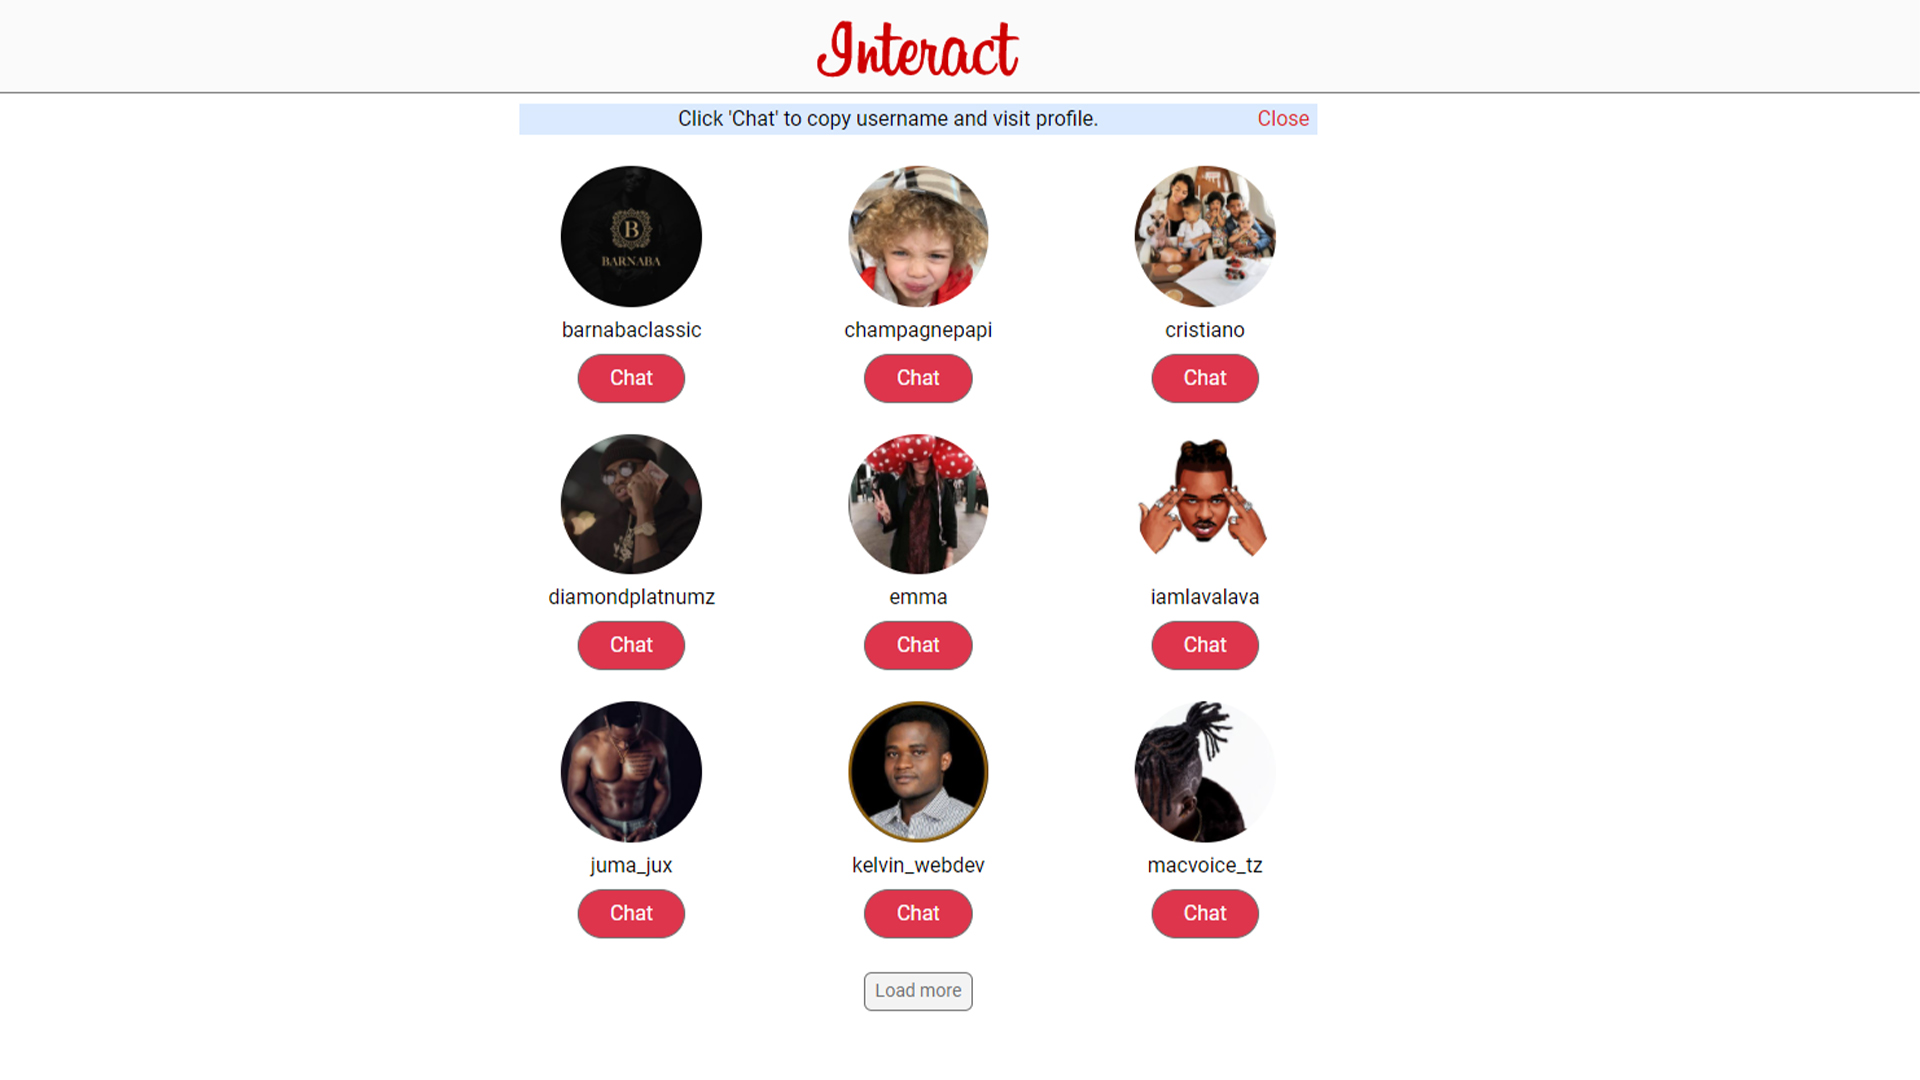 Interact
Click 'Chat' to copy username and visit profile. Close
B
BARNABA
barnabaclassic champagnepapi cristiano
Chat Chat Chat
diamondplatnumz emma iamlavalava
Chat Chat Chat
juma_jux kelvin_webdev macvoice_tz
Chat Chat Chat
Load more